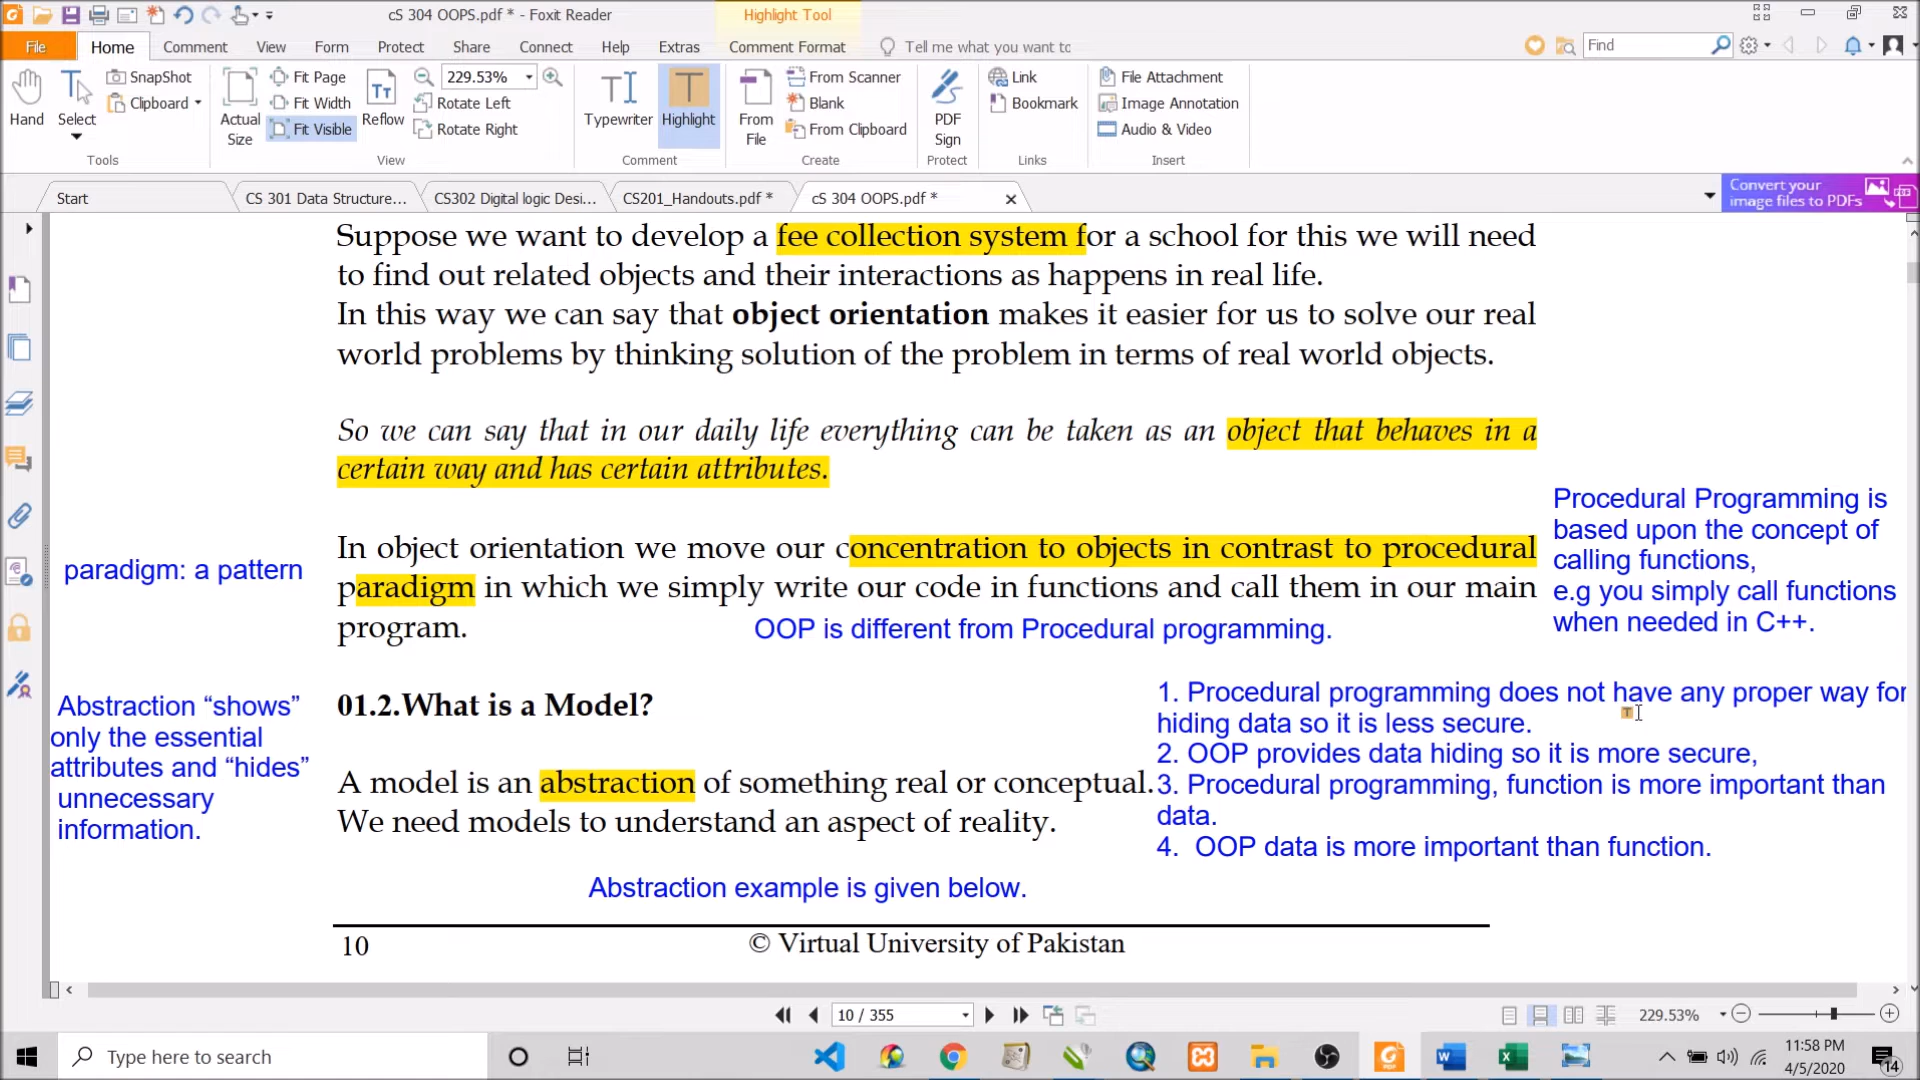 cS 304 OOPS.pdf * - Foxit Reader
Highlight Tool
File
Home
Comment
View
Form
Protect
Share
Connect
Help
Extras
Comment Format
Tell me what you want to
Find
Hand
Select
SnapShot
Clipboard
Tools
Actual Size
Fit Page
Fit Width
Fit Visible
Reflow
229.53%
Rotate Left
Rotate Right
View
Typewriter
Highlight
Comment
From File
From Scanner
Blank
From Clipboard
Create
PDF Sign
Protect
Link
Bookmark
Links
File Attachment
Image Annotation
Audio & Video
Insert
Start
CS 301 Data Structure...
CS302 Digital logic Desi...
CS201_Handouts.pdf *
cS 304 OOPS.pdf *
Convert your
image files to PDFs
Suppose we want to develop a fee collection system for a school for this we will need
to find out related objects and their interactions as happens in real life.
In this way we can say that object orientation makes it easier for us to solve our real
world problems by thinking solution of the problem in terms of real world objects.
So we can say that in our daily life everything can be taken as an object that behaves in a
certain way and has certain attributes.
In object orientation we move our concentration to objects in contrast to procedural
paradigm in which we simply write our code in functions and call them in our main
program.
paradigm: a pattern
OOP is different from Procedural programming.
Procedural Programming is
based upon the concept of
calling functions,
e.g you simply call functions
when needed in C++.
01.2.What is a Model?
Abstraction “shows”
only the essential
attributes and “hides”
unnecessary
information.
1. Procedural programming does not have any proper way for
hiding data so it is less secure.
2. OOP provides data hiding so it is more secure,
3. Procedural programming, function is more important than
data.
4. OOP data is more important than function.
A model is an abstraction of something real or conceptual.
We need models to understand an aspect of reality.
Abstraction example is given below.
10
© Virtual University of Pakistan
10 / 355
229.53%
Type here to search
11:58 PM
4/5/2020
14